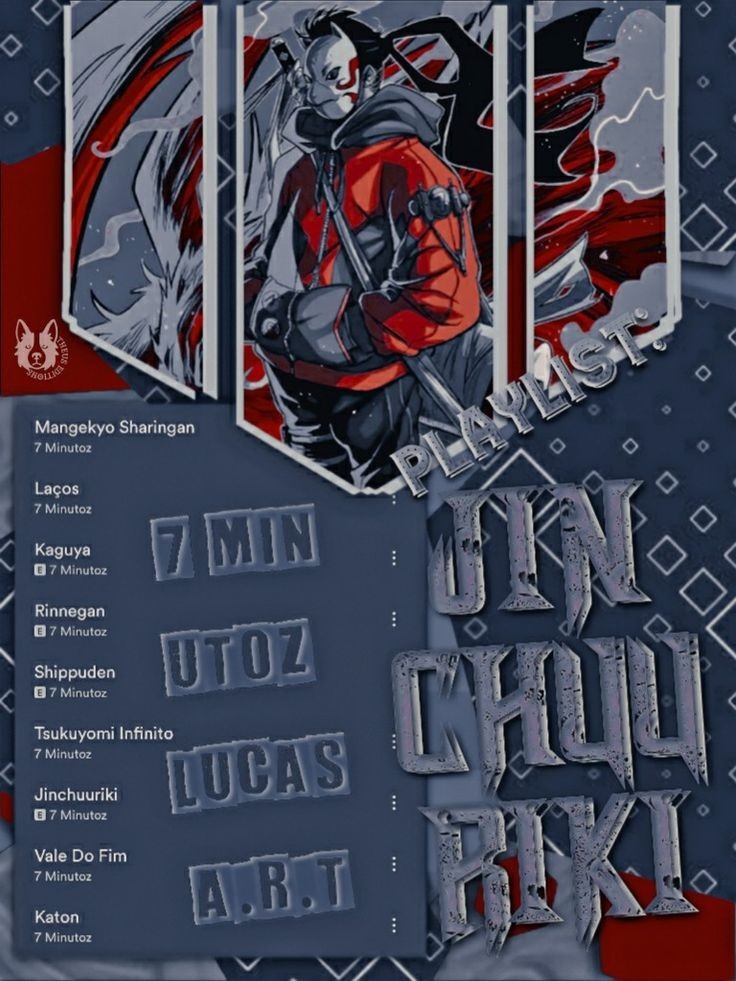 THEUS EDITIONS
PLAYLIST:
Mangekyo Sharingan
7 Minutoz
Laços
7 Minutoz
Kaguya
E 7 Minutoz
Rinnegan
E 7 Minutoz
Shippuden
E 7 Minutoz
Tsukuyomi Infinito
7 Minutoz
Jinchuuriki
E 7 Minutoz
Vale Do Fim
7 Minutoz
Katon
7 Minutoz
7 MIN
UTOZ
LUCAS
A.R.T
JIN
CHUU
RIKI